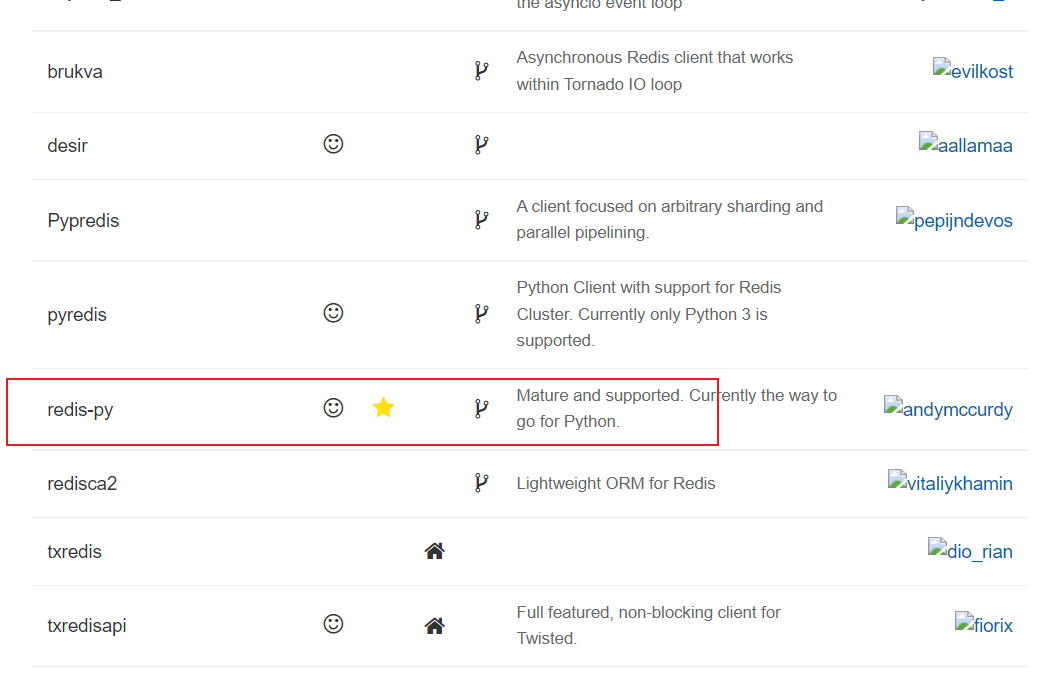 the asyncio event loop
brukva
Asynchronous Redis client that works
within Tornado IO loop
evilkost
desir
aallamaa
Pypredis
A client focused on arbitrary sharding and
parallel pipelining.
pepijndevos
pyredis
Python Client with support for Redis
Cluster. Currently only Python 3 is
supported.
redis-py
Mature and supported. Currently the way to
go for Python.
andymccurdy
redisca2
Lightweight ORM for Redis
vitaliykhamin
txredis
dio_rian
txredisapi
Full featured, non-blocking client for
Twisted.
fiorix